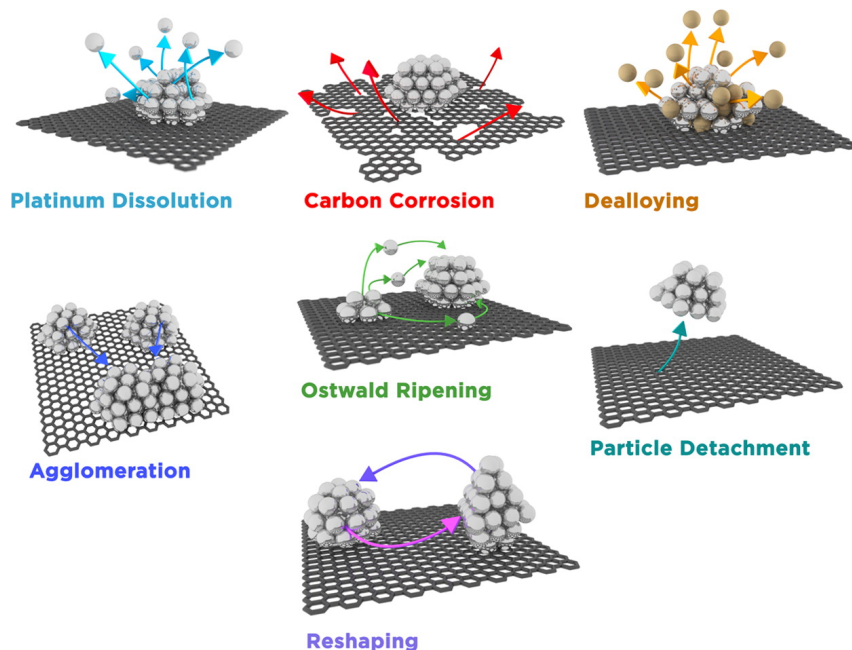 Platinum Dissolution
Carbon Corrosion
Dealloying
Ostwald Ripening
Particle Detachment
Agglomeration
Reshaping